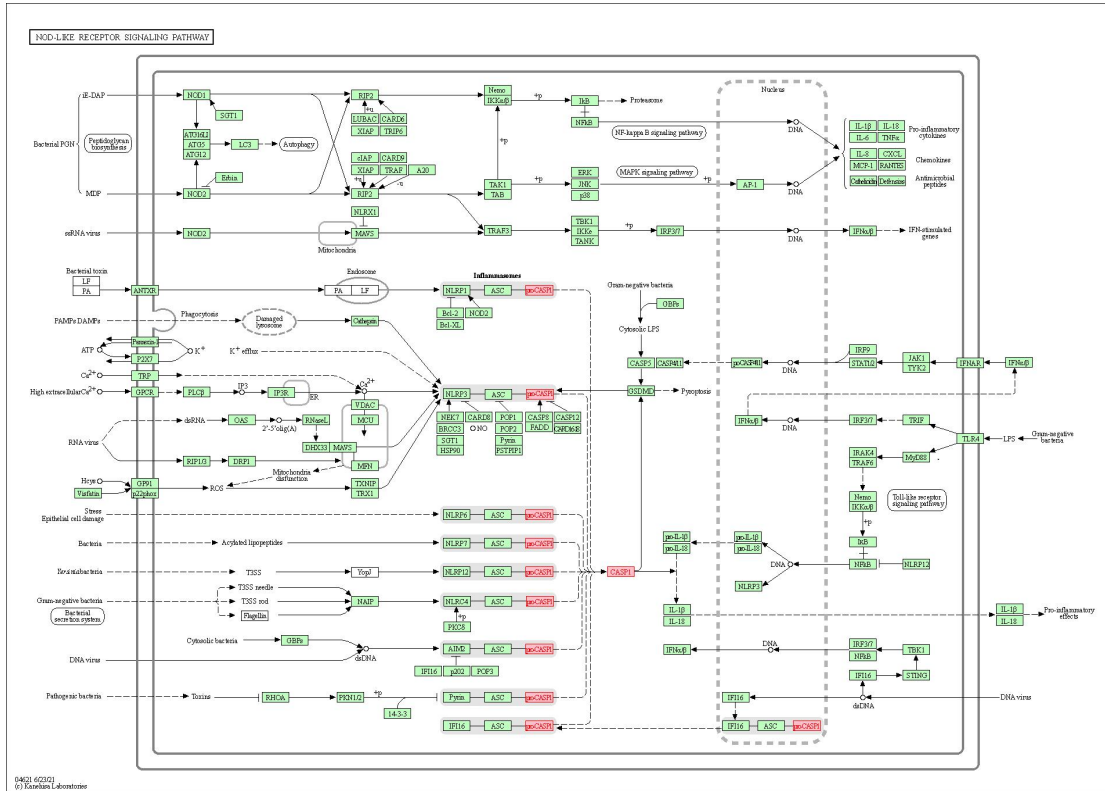 NOD-LIKE RECEPTOR SIGNALING PATHWAY
Nucleus
iE-DAP
NOD1
SGT1
RIP2
+u
LUBAC CARD6
XIAP TRIP6
Nemo
IKKα/β
+p
IkB
Proteasome
NFkB
NF-kappa B signaling pathway
DNA
IL-1β IL-18
IL-6 TNFα
Pro-inflammatory
cytokines
IL-8 CXCL
MCP-1 RANTES
Chemokines
Cathelicidin Defensins
Antimicrobial
peptides
Bacterial PGN
Peptidoglycan
biosynthesis
ATG16L1
ATG5
ATG12
LC3
Autophagy
Erbin
MDP
NOD2
cIAP CARD9
XIAP TRAF A20
+u
-u
RIP2
+p
TAK1
TAB
+p
ERK
JNK
p38
MAPK signaling pathway
+p
AP-1
DNA
NLRX1
ssRNA virus
NOD2
MAVS
Mitochondria
TRAF3
TBK1
IKKe
TANK
+p
IRF3/7
DNA
IFNα/β
IFN-stimulated
genes
Bacterial toxin
LF
PA
ANTXR
Endosome
PA LF
Inflammasomes
NLRP1 ASC proCASP1
Bcl-2 NOD2
Bcl-XL
Gram-negative bacteria
GBPs
Cytosolic LPS
PAMPs DAMPs
Phagocytosis
Damaged
lysosome
Cathepsin
ATP
Pannexin-1
P2X7
K+
K+ efflux
CASP5 CASP4/11
proCASP4/11
DNA
IRF9
STAT1/2
JAK1
TYK2
IFNAR
IFNα/β
Ca2+
TRP
High extracellular Ca2+
GPCR
PLCβ
IP3
IP3R
ER
Ca2+
NLRP3 ASC proCASP1
GSDMD
Pyroptosis
VDAC
MCU
NEK7 CARD8 POP1 CASP8 CASP12
BRCC3 NO POP2 FADD CARD16/18
SGT1 Pyrin
HSP90 PSTPIP1
IFNα/β
DNA
IRF3/7
TRIF
TLR4
LPS
Gram-negative
bacteria
RNA virus
dsRNA
OAS
2'-5'olig(A)
RNaseL
DHX33 MAVS
RIP1/3
DRP1
MFN
Mitochondria
disfunction
IRAK4
TRAF6
MyD88
Hcys
Visfatin
GP91
p22phox
ROS
TXNIP
TRX1
Nemo
IKKα/β
+p
Toll-like receptor
signaling pathway
Stress
Epithelial cell damage
NLRP6 ASC proCASP1
IkB
Bacteria
Acylated lipopeptides
NLRP7 ASC proCASP1
pro-IL-1β
pro-IL-18
pro-IL-1β
pro-IL-18
DNA
NFkB
NLRP12
NLRP3
Yersinia bacteria
T3SS
YopJ
NLRP12 ASC proCASP1
CASP1
Gram-negative bacteria
Bacterial
secretion system
T3SS needle
T3SS rod
Flagellin
NAIP
NLRC4 ASC proCASP1
+p
PKCδ
IL-1β
IL-18
IL-1β
IL-18
Pro-inflammatory
effects
Cytosolic bacteria
GBPs
DNA virus
dsDNA
AIM2 ASC proCASP1
IFI16 p202 POP3
IFNα/β
DNA
IRF3/7
NFkB
TBK1
IFI16
STING
dsDNA
DNA virus
Pathogenic bacteria
Toxins
RHOA
PKN1/2
+p
14-3-3
Pyrin ASC proCASP1
IFI16
IFI16 ASC proCASP1
IFI16 ASC proCASP1
04621 6/23/21
(c) Kanehisa Laboratories